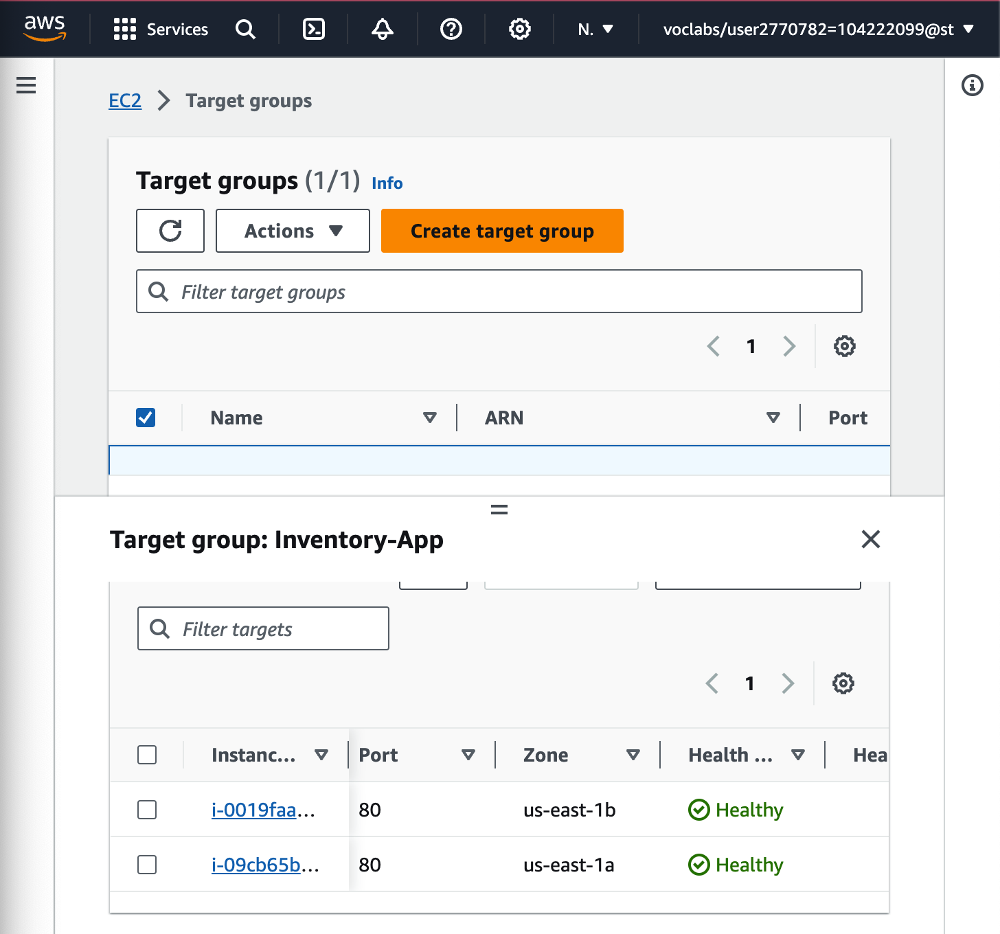 aws
Services
N.
voclabs/user2770782=104222099@st
EC2 > Target groups
Target groups (1/1) Info
Actions
Create target group
Filter target groups
1
Name ARN Port
Target group: Inventory-App
Filter targets
1
Instanc... Port Zone Health ... Hea
i-0019faa... 80 us-east-1b Healthy
i-09cb65b... 80 us-east-1a Healthy